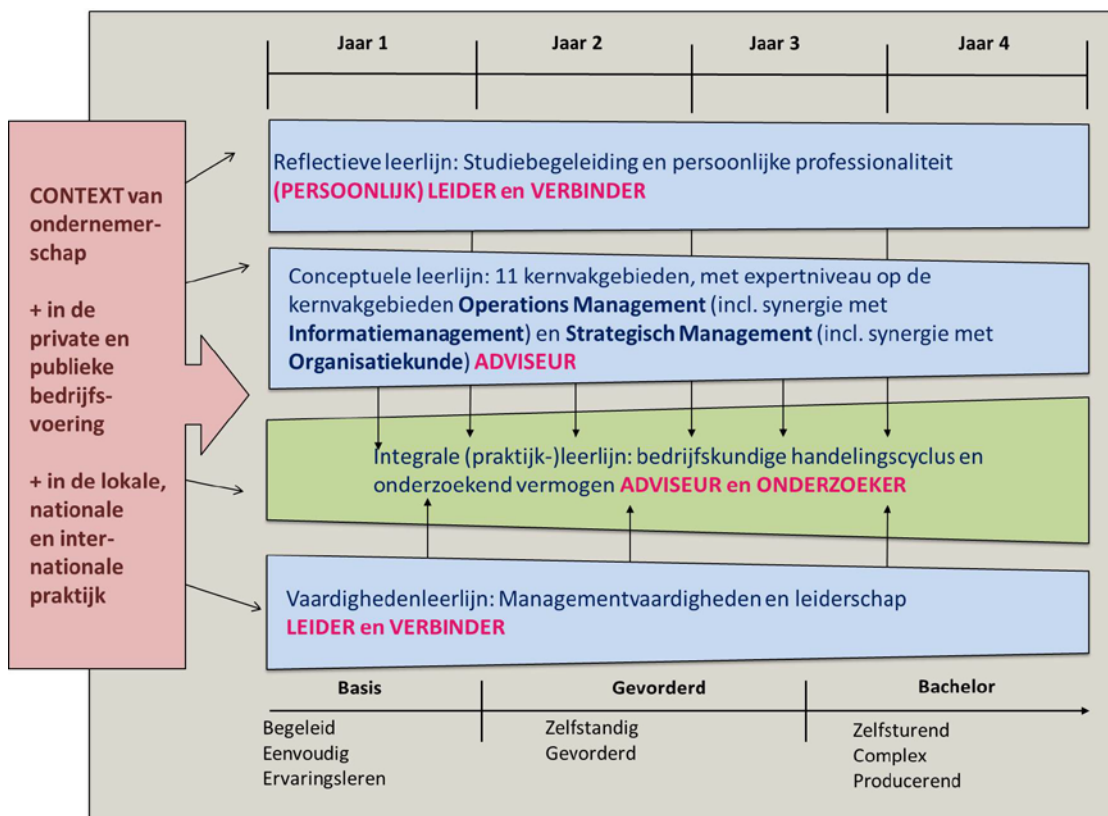 Jaar 1
Jaar 2
Jaar 3
Jaar 4
CONTEXT van
ondernemer-
schap
+ in de
private en
publieke
bedrijfs-
voering
+ in de lokale,
nationale
en inter-
nationale
praktijk
Reflectieve leerlijn: Studiebegeleiding en persoonlijke professionaliteit
(PERSOONLIJK) LEIDER en VERBINDER
Conceptuele leerlijn: 11 kernvakgebieden, met expertniveau op de
kernvakgebieden Operations Management (incl. synergie met
Informatiemanagement) en Strategisch Management (incl. synergie met
Organisatiekunde) ADVISEUR
Integrale (praktijk-)leerlijn: bedrijfskundige handelingscyclus en
onderzoekend vermogen ADVISEUR en ONDERZOEKER
Vaardighedenleerlijn: Managementvaardigheden en leiderschap
LEIDER en VERBINDER
Basis
Gevorderd
Bachelor
Begeleid
Eenvoudig
Ervaringsleren
Zelfstandig
Gevorderd
Zelfsturend
Complex
Producerend